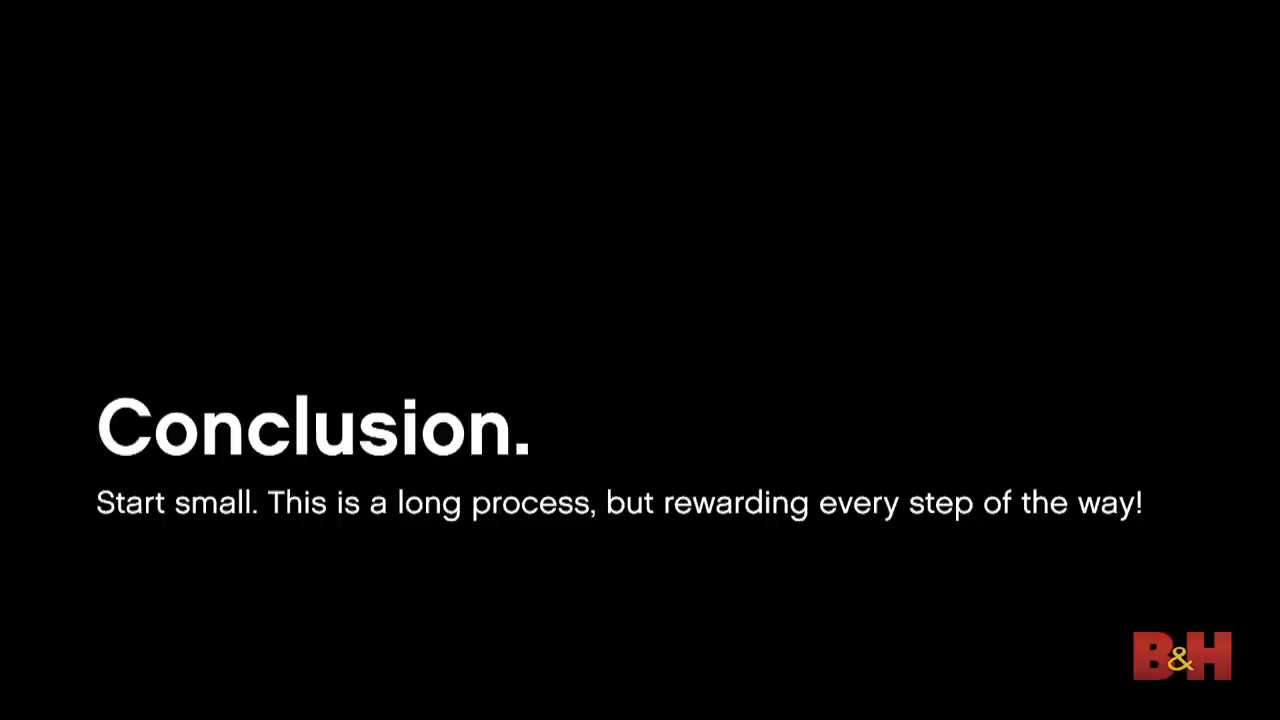 Conclusion.
Start small. This is a long process, but rewarding every step of the way!
B&H